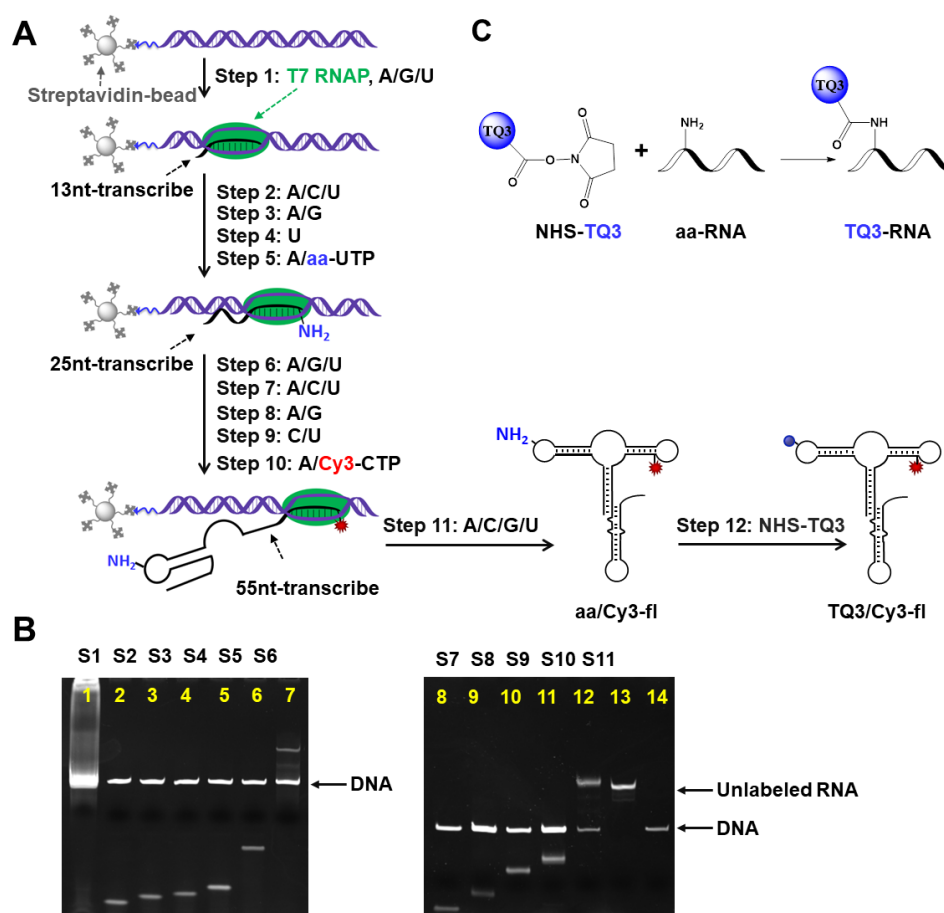 A
Streptavidin-bead
Step 1: T7 RNAP, A/G/U
13nt-transcribe
Step 2: A/C/U
Step 3: A/G
Step 4: U
Step 5: A/aa-UTP
NH2
25nt-transcribe
Step 6: A/G/U
Step 7: A/C/U
Step 8: A/G
Step 9: C/U
Step 10: A/Cy3-CTP
NH2
55nt-transcribe
Step 11: A/C/G/U
NH2
aa/Cy3-fl
Step 12: NHS-TQ3
TQ3/Cy3-fl
C
TQ3
O
O
O
N
O
NHS-TQ3
+
NH2
aa-RNA
TQ3
O
NH
TQ3-RNA
B
S1 S2 S3 S4 S5 S6
1 2 3 4 5 6 7
DNA
S7 S8 S9 S10 S11
8 9 10 11 12 13 14
Unlabeled RNA
DNA